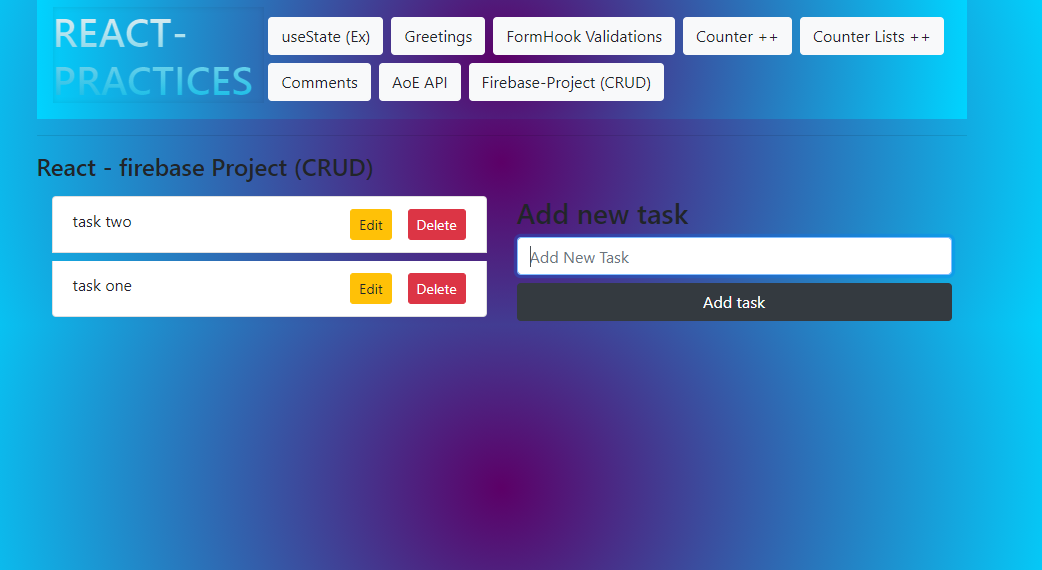 REACT-
PRACTICES
useState (Ex) Greetings FormHook Validations Counter ++ Counter Lists ++
Comments AoE API Firebase-Project (CRUD)
React - firebase Project (CRUD)
task two Edit Delete
task one Edit Delete
Add new task
Add New Task
Add task